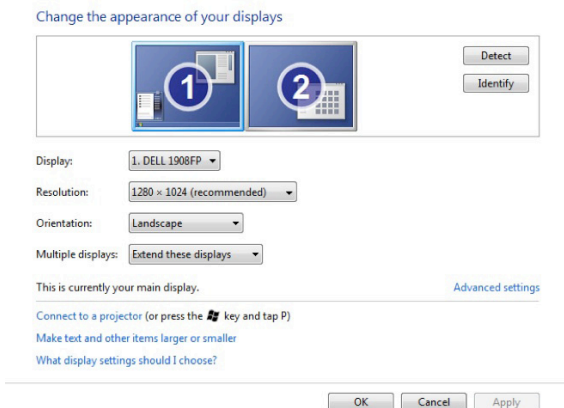 Change the appearance of your displays
1
2
Detect
Identify
Display: 1. DELL 1908FP
Resolution: 1280 × 1024 (recommended)
Orientation: Landscape
Multiple displays: Extend these displays
This is currently your main display. Advanced settings
Connect to a projector (or press the key and tap P)
Make text and other items larger or smaller
What display settings should I choose?
OK Cancel Apply